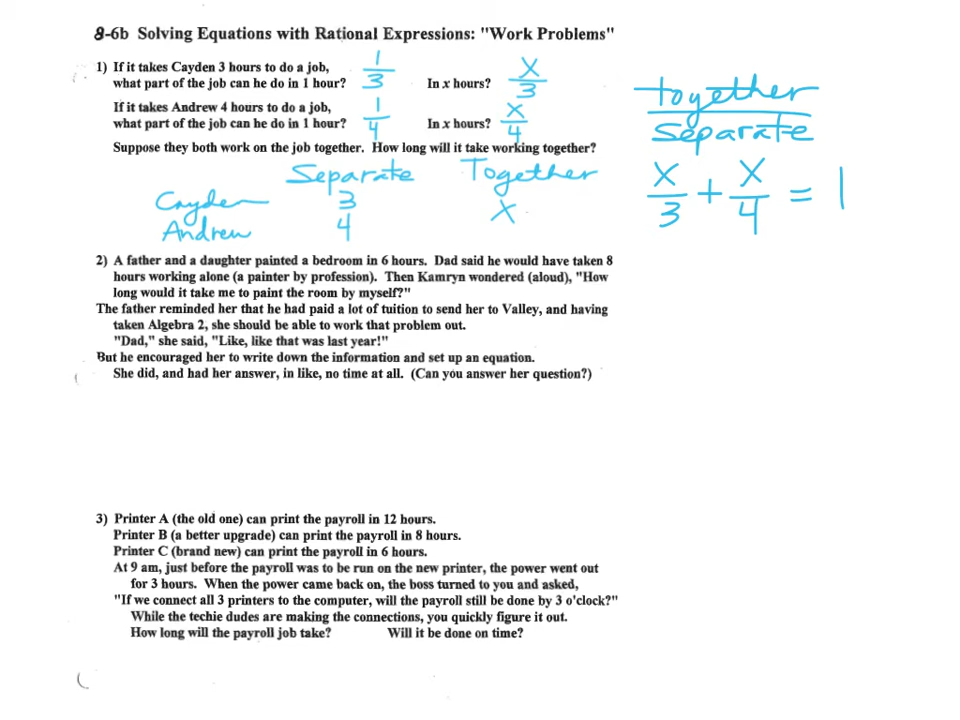 8-6b Solving Equations with Rational Expressions: "Work Problems"
1) If it takes Cayden 3 hours to do a job,
what part of the job can he do in 1 hour? 1/3 In x hours? x/3
If it takes Andrew 4 hours to do a job,
what part of the job can he do in 1 hour? 1/4 In x hours? x/4
Suppose they both work on the job together. How long will it take working together?
Separate Together
Cayden 3 x
Andrew 4
together
separate
x/3 + x/4 = 1
2) A father and a daughter painted a bedroom in 6 hours. Dad said he would have taken 8
hours working alone (a painter by profession). Then Kamryn wondered (aloud), "How
long would it take me to paint the room by myself?"
The father reminded her that he had paid a lot of tuition to send her to Valley, and having
taken Algebra 2, she should be able to work that problem out.
"Dad," she said, "Like, like that was last year!"
But he encouraged her to write down the information and set up an equation.
She did, and had her answer, in like, no time at all. (Can you answer her question?)
3) Printer A (the old one) can print the payroll in 12 hours.
Printer B (a better upgrade) can print the payroll in 8 hours.
Printer C (brand new) can print the payroll in 6 hours.
At 9 am, just before the payroll was to be run on the new printer, the power went out
for 3 hours. When the power came back on, the boss turned to you and asked,
"If we connect all 3 printers to the computer, will the payroll still be done by 3 o'clock?"
While the techie dudes are making the connections, you quickly figure it out.
How long will the payroll job take? Will it be done on time?